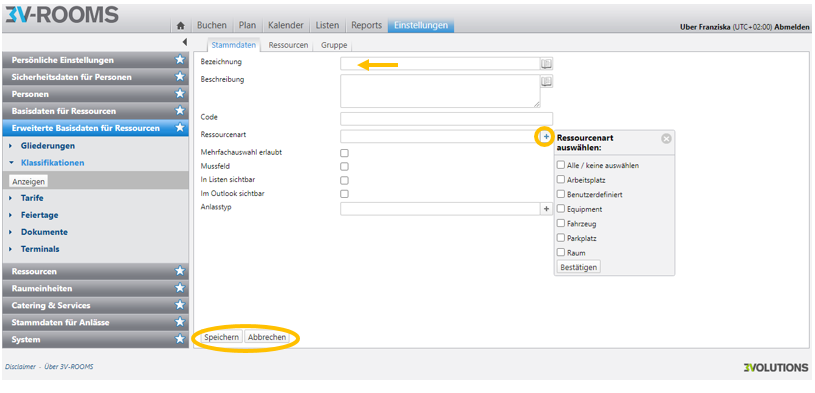 3V-ROOMS
Buchen Plan Kalender Listen Reports Einstellungen
Uber Franziska (UTC+02:00) Abmelden
Stammdaten Ressourcen Gruppe
Persönliche Einstellungen
Sicherheitsdaten für Personen
Personen
Basisdaten für Ressourcen
Erweiterte Basisdaten für Ressourcen
Gliederungen
Klassifikationen
Anzeigen
Tarife
Feiertage
Dokumente
Terminals
Ressourcen
Raumeinheiten
Catering & Services
Stammdaten für Anlässe
System
Bezeichnung
Beschreibung
Code
Ressourcenart
Mehrfachauswahl erlaubt
Mussfeld
In Listen sichtbar
Im Outlook sichtbar
Anlasstyp
Ressourcenart
auswählen:
Alle / keine auswählen
Arbeitsplatz
Benutzerdefiniert
Equipment
Fahrzeug
Parkplatz
Raum
Bestätigen
Speichern Abbrechen
Disclaimer - Über 3V-ROOMS
3VOLUTIONS